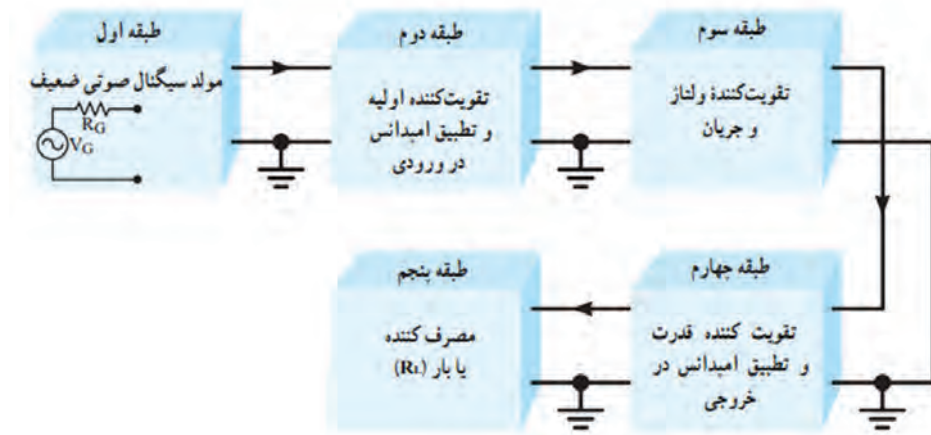 طبقه اول
مولد سیگنال صوتی ضعیف
RG
VG
طبقه دوم
تقویت‌کننده اولیه
و تطبیق امپدانس
در ورودی
طبقه سوم
تقویت‌کنندۀ ولتاژ
و جریان
طبقه چهارم
تقویت کننده قدرت
و تطبیق امپدانس در
خروجی
طبقه پنجم
مصرف کننده
یا بار (RL)